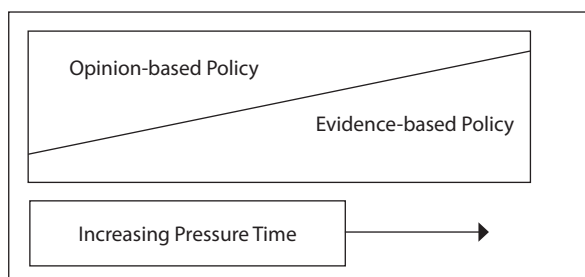 Opinion-based Policy
Evidence-based Policy
Increasing Pressure Time